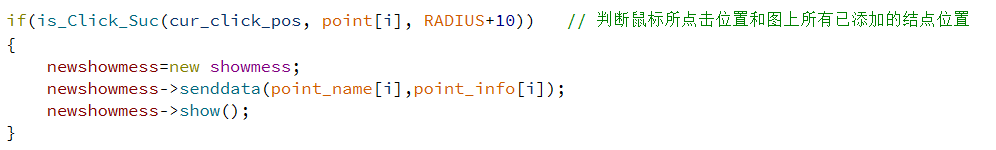 if(is_Click_Suc(cur_click_pos, point[i], RADIUS+10))   // 判断鼠标所点击位置和图上所有已添加的结点位置
{
    newshowmess=new showmess;
    newshowmess->senddata(point_name[i],point_info[i]);
    newshowmess->show();
}